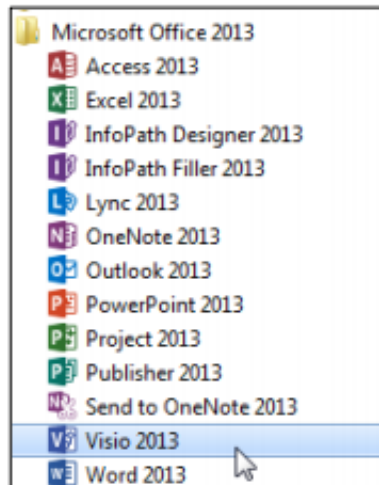 Microsoft Office 2013
Access 2013
Excel 2013
InfoPath Designer 2013
InfoPath Filler 2013
Lync 2013
OneNote 2013
Outlook 2013
PowerPoint 2013
Project 2013
Publisher 2013
Send to OneNote 2013
Visio 2013
Word 2013